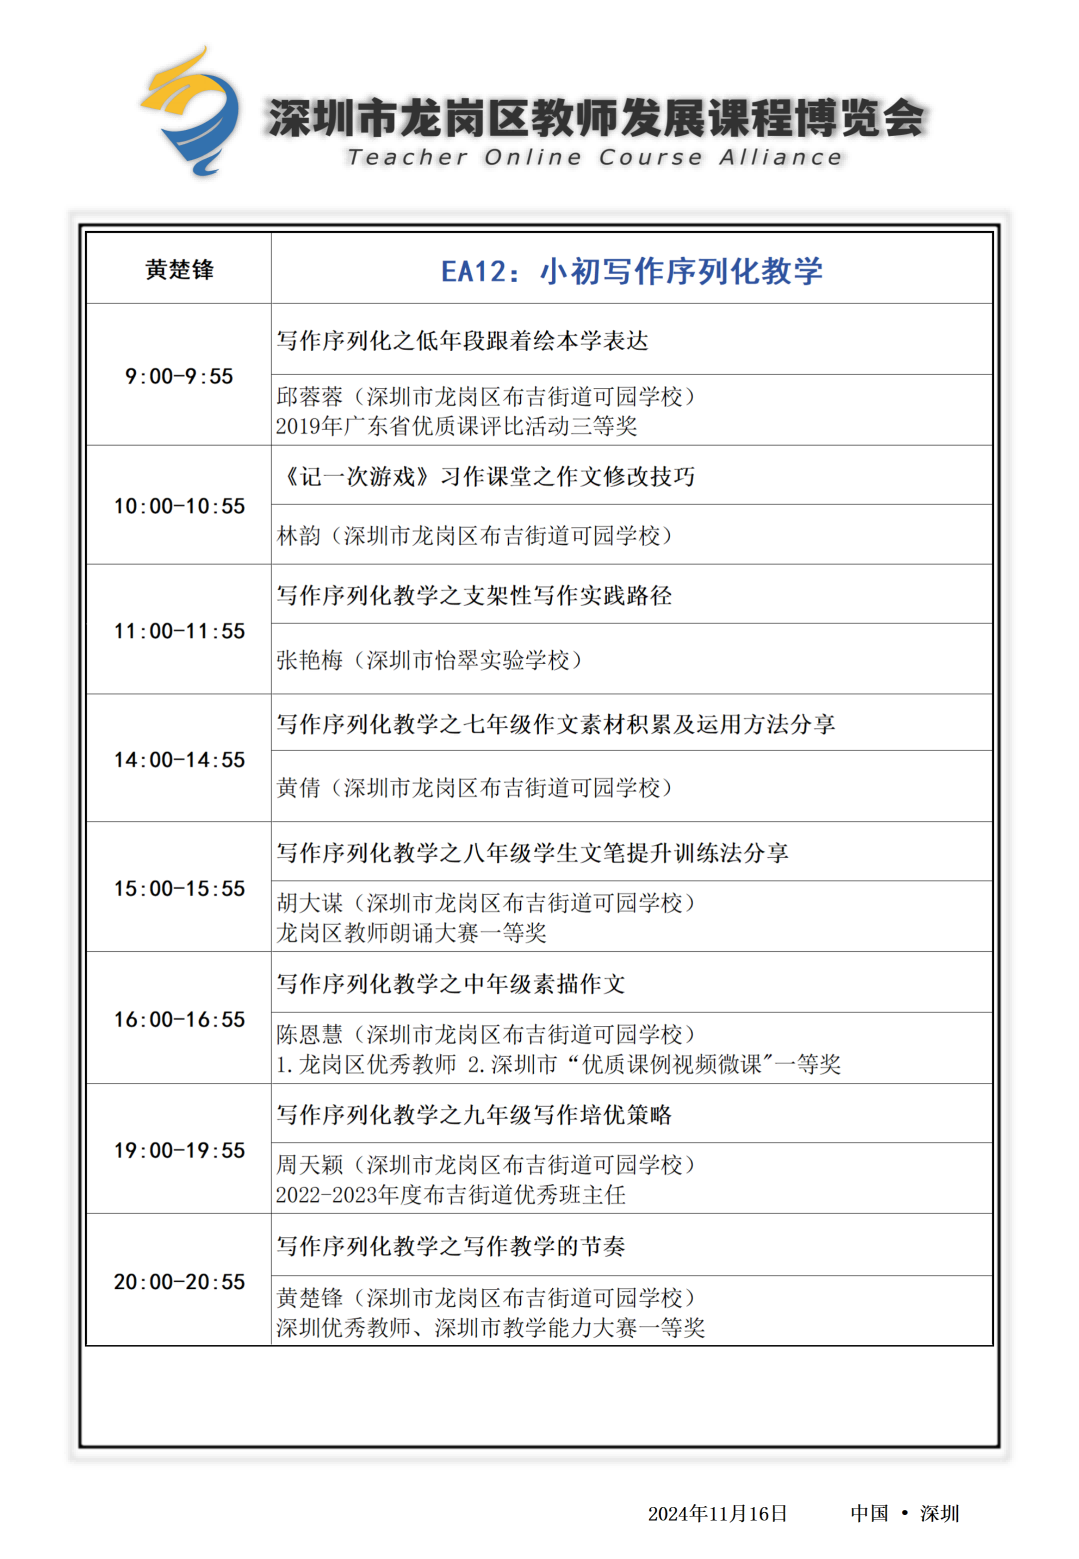 深圳市龙岗区教师发展课程博览会
Teacher Online Course Alliance
黄楚锋
EA12：小初写作序列化教学
9:00-9:55
写作序列化之低年段跟着绘本学表达
邱蓉蓉（深圳市龙岗区布吉街道可园学校）
2019年广东省优质课评比活动三等奖
10:00-10:55
《记一次游戏》习作课堂之作文修改技巧
林韵（深圳市龙岗区布吉街道可园学校）
11:00-11:55
写作序列化教学之支架性写作实践路径
张艳梅（深圳市怡翠实验学校）
14:00-14:55
写作序列化教学之七年级作文素材积累及运用方法分享
黄倩（深圳市龙岗区布吉街道可园学校）
15:00-15:55
写作序列化教学之八年级学生文笔提升训练法分享
胡大谋（深圳市龙岗区布吉街道可园学校）
龙岗区教师朗诵大赛一等奖
16:00-16:55
写作序列化教学之中年级素描作文
陈恩慧（深圳市龙岗区布吉街道可园学校）
1.龙岗区优秀教师 2.深圳市“优质课例视频微课"一等奖
19:00-19:55
写作序列化教学之九年级写作培优策略
周天颖（深圳市龙岗区布吉街道可园学校）
2022-2023年度布吉街道优秀班主任
20:00-20:55
写作序列化教学之写作教学的节奏
黄楚锋（深圳市龙岗区布吉街道可园学校）
深圳优秀教师、深圳市教学能力大赛一等奖
2024年11月16日 中国 • 深圳